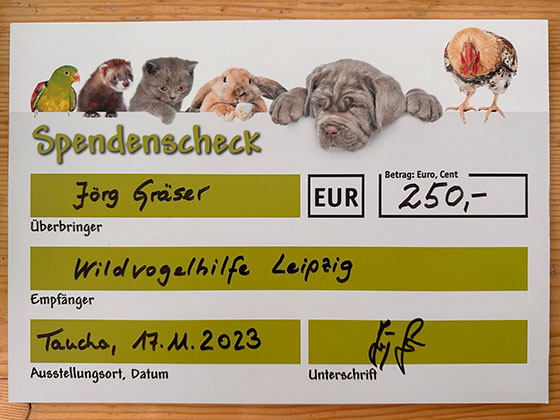 Spendenscheck
Jörg Gräser
Überbringer
EUR
Betrag: Euro, Cent
250,-
Wildvogelhilfe Leipzig
Empfänger
Taucha, 17.11.2023
Ausstellungsort, Datum
Unterschrift